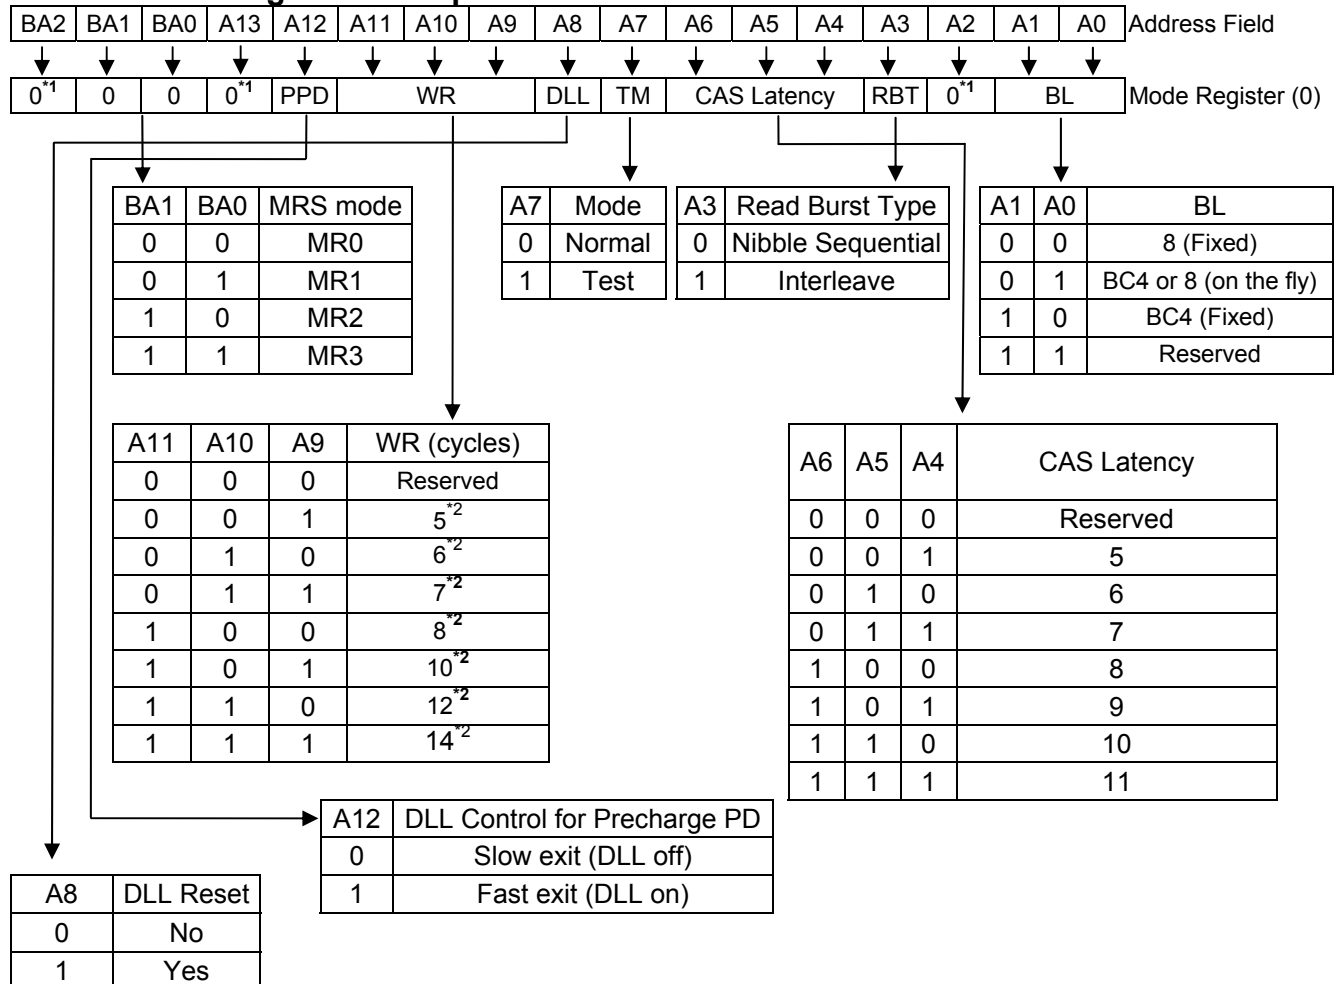 BA2 BA1 BA0 A13 A12 A11 A10 A9 A8 A7 A6 A5 A4 A3 A2 A1 A0 Address Field
0*1 0 0 0*1 PPD WR DLL TM CAS Latency RBT 0*1 BL Mode Register (0)
BA1 BA0 MRS mode
0 0 MR0
0 1 MR1
1 0 MR2
1 1 MR3
A7 Mode
0 Normal
1 Test
A3 Read Burst Type
0 Nibble Sequential
1 Interleave
A1 A0 BL
0 0 8 (Fixed)
0 1 BC4 or 8 (on the fly)
1 0 BC4 (Fixed)
1 1 Reserved
A11 A10 A9 WR (cycles)
0 0 0 Reserved
0 0 1 5*2
0 1 0 6*2
0 1 1 7*2
1 0 0 8*2
1 0 1 10*2
1 1 0 12*2
1 1 1 14*2
A6 A5 A4 CAS Latency
0 0 0 Reserved
0 0 1 5
0 1 0 6
0 1 1 7
1 0 0 8
1 0 1 9
1 1 0 10
1 1 1 11
A12 DLL Control for Precharge PD
0 Slow exit (DLL off)
1 Fast exit (DLL on)
A8 DLL Reset
0 No
1 Yes